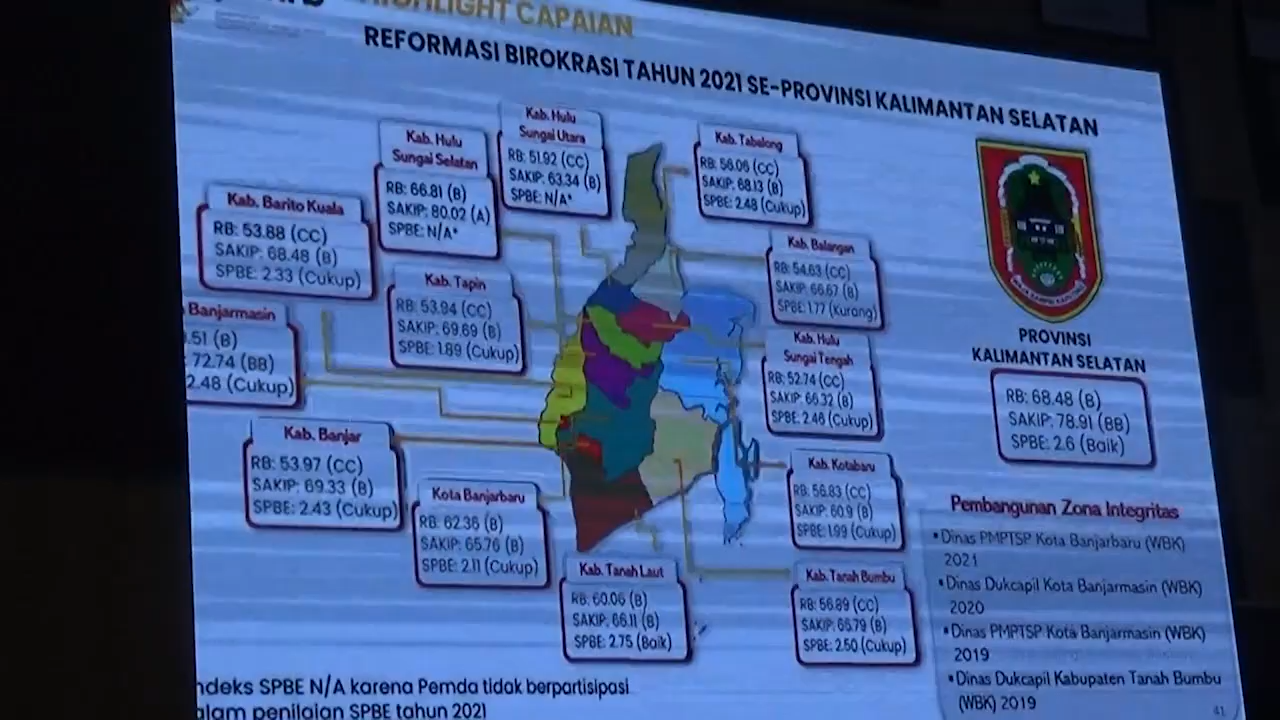 HIGHLIGHT CAPAIAN
REFORMASI BIROKRASI TAHUN 2021 SE-PROVINSI KALIMANTAN SELATAN
Kab. Hulu
Sungai Utara
RB: 51.92 (CC)
SAKIP: 63.34 (B)
SPBE: N/A*
Kab. Hulu
Sungai Selatan
RB: 66.81 (B)
SAKIP: 80.02 (A)
SPBE: N/A*
Kab. Tabalong
RB: 56.06 (CC)
SAKIP: 68.13 (B)
SPBE: 2.48 (Cukup)
Kab. Barito Kuala
RB: 53.88 (CC)
SAKIP: 68.48 (B)
SPBE: 2.33 (Cukup)
Kab. Balangan
RB: 54.63 (CC)
SAKIP: 66.67 (B)
SPBE: 1.77 (Kurang)
Kab. Tapin
RB: 53.94 (CC)
SAKIP: 69.69 (B)
SPBE: 1.89 (Cukup)
Banjarmasin
.51 (B)
72.74 (BB)
2.48 (Cukup)
Kab. Hulu
Sungai Tengah
RB: 52.74 (CC)
SAKIP: 66.32 (B)
SPBE: 2.46 (Cukup)
PROVINSI
KALIMANTAN SELATAN
RB: 68.48 (B)
SAKIP: 78.91 (BB)
SPBE: 2.6 (Baik)
Kab. Banjar
RB: 53.97 (CC)
SAKIP: 69.33 (B)
SPBE: 2.43 (Cukup)
Kota Banjarbaru
RB: 62.36 (B)
SAKIP: 65.76 (B)
SPBE: 2.11 (Cukup)
Kab. Kotabaru
RB: 56.83 (CC)
SAKIP: 60.9 (B)
SPBE: 1.99 (Cukup)
Kab. Tanah Laut
RB: 60.06 (B)
SAKIP: 66.11 (B)
SPBE: 2.75 (Baik)
Kab. Tanah Bumbu
RB: 56.89 (CC)
SAKIP: 65.79 (B)
SPBE: 2.50 (Cukup)
Pembangunan Zona Integritas
• Dinas PMPTSP Kota Banjarbaru (WBK)
2021
• Dinas Dukcapil Kota Banjarmasin (WBK)
2020
• Dinas PMPTSP Kota Banjarmasin (WBK)
2019
• Dinas Dukcapil Kabupaten Tanah Bumbu
(WBK) 2019
ndeks SPBE N/A karena Pemda tidak berpartisipasi
alam penilaian SPBE tahun 2021
41